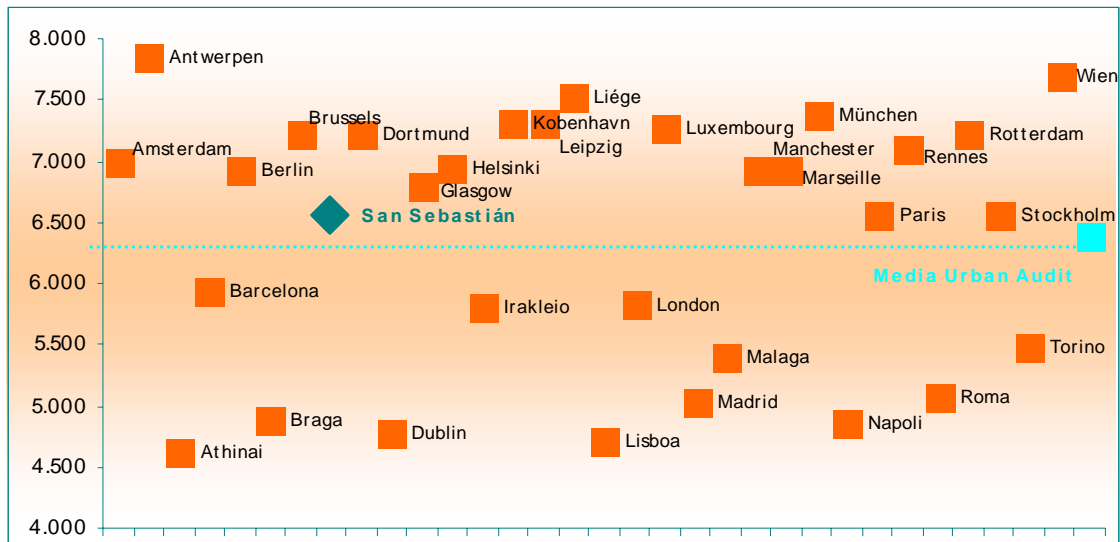 8.000
7.500
7.000
6.500
6.000
5.500
5.000
4.500
4.000
Antwerpen
Wien
Liége
Brussels
Kobenhavn
München
Dortmund
Luxembourg
Rotterdam
Leipzig
Amsterdam
Manchester
Rennes
Berlin
Helsinki
Marseille
Glasgow
San Sebastián
Paris
Stockholm
Media Urban Audit
Barcelona
Irakleio
London
Torino
Malaga
Madrid
Roma
Braga
Dublin
Lisboa
Napoli
Athinai